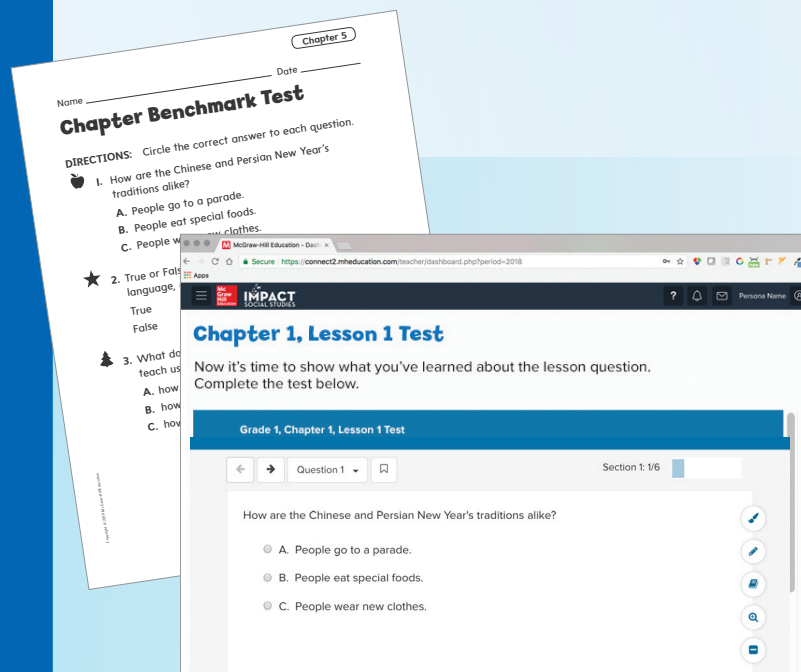 Chapter 5
Name
Date
Chapter Benchmark Test
DIRECTIONS: Circle the correct answer to each question.
1. How are the Chinese and Persian New Year's
traditions alike?
A. People go to a parade.
B. People eat special foods.
C. People w w clothes.
2. True or Fals
language,
True
False
3. What do
teach us
A. how
B. how
C. how
McGraw-Hill Education - Das
Secure https://connect2.mheducation.com/teacher/dashboard.php?period=2018
Apps
Mc
Graw
Hill
Education
IMPACT
SOCIAL STUDIES
? Persona Name
Chapter 1, Lesson 1 Test
Now it's time to show what you've learned about the lesson question.
Complete the test below.
Grade 1, Chapter 1, Lesson 1 Test
Question 1
Section 1: 1/6
How are the Chinese and Persian New Year's traditions alike?
A. People go to a parade.
B. People eat special foods.
C. People wear new clothes.